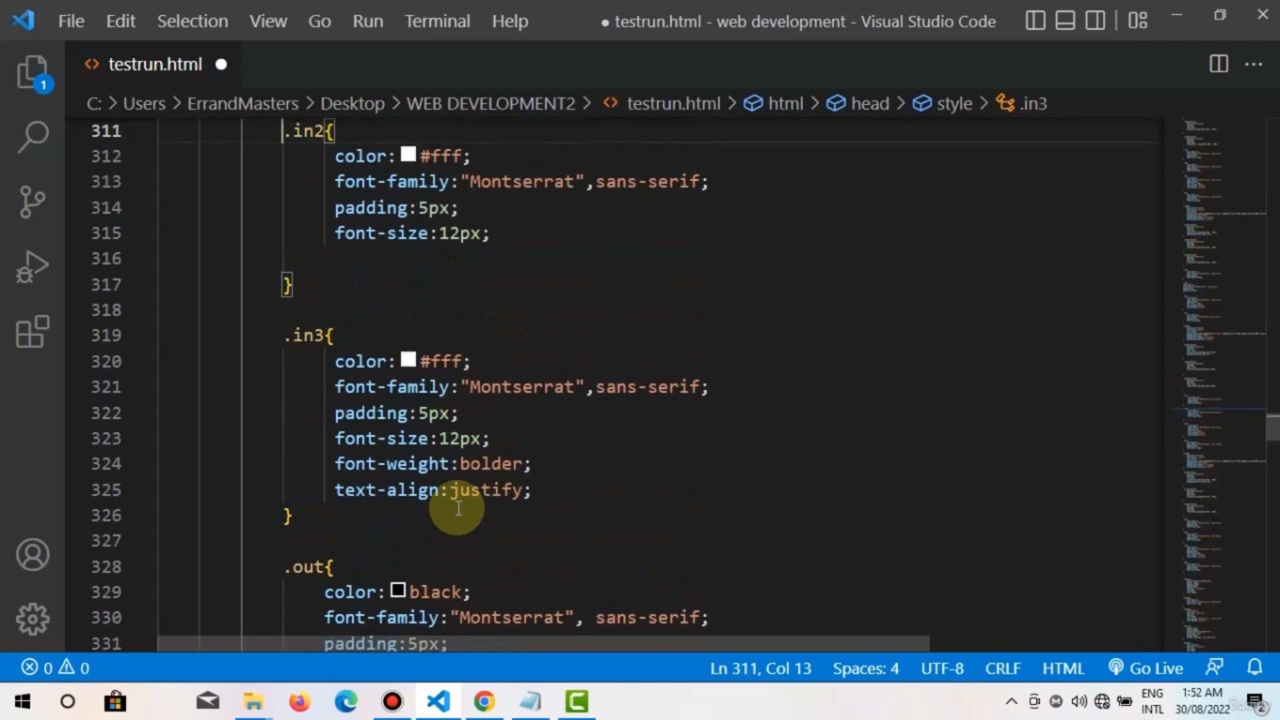 File Edit Selection View Go Run Terminal Help ● testrun.html - web development - Visual Studio Code
testrun.html ●
C: > Users > ErrandMasters > Desktop > WEB DEVELOPMENT2 > testrun.html > html > head > style > .in3
1
311 .in2{
312 color: #fff;
313 font-family:"Montserrat",sans-serif;
314 padding:5px;
315 font-size:12px;
316
317 }
318
319 .in3{
320 color: #fff;
321 font-family:"Montserrat",sans-serif;
322 padding:5px;
323 font-size:12px;
324 font-weight:bolder;
325 text-align:justify;
326 }
327
328 .out{
329 color: black;
330 font-family:"Montserrat", sans-serif;
331 padding:5px;
0 0 Ln 311, Col 13 Spaces: 4 UTF-8 CRLF HTML Go Live
ENG 1:52 AM
INTL 30/08/2022